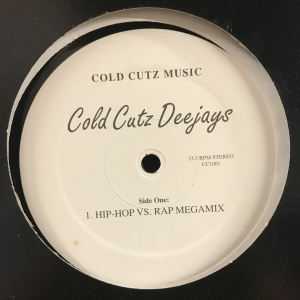 COLD CUTZ MUSIC
Cold Cutz Deejays
33.3 RPM STEREO
CC1001
Side One:
1. HIP-HOP VS. RAP MEGAMIX